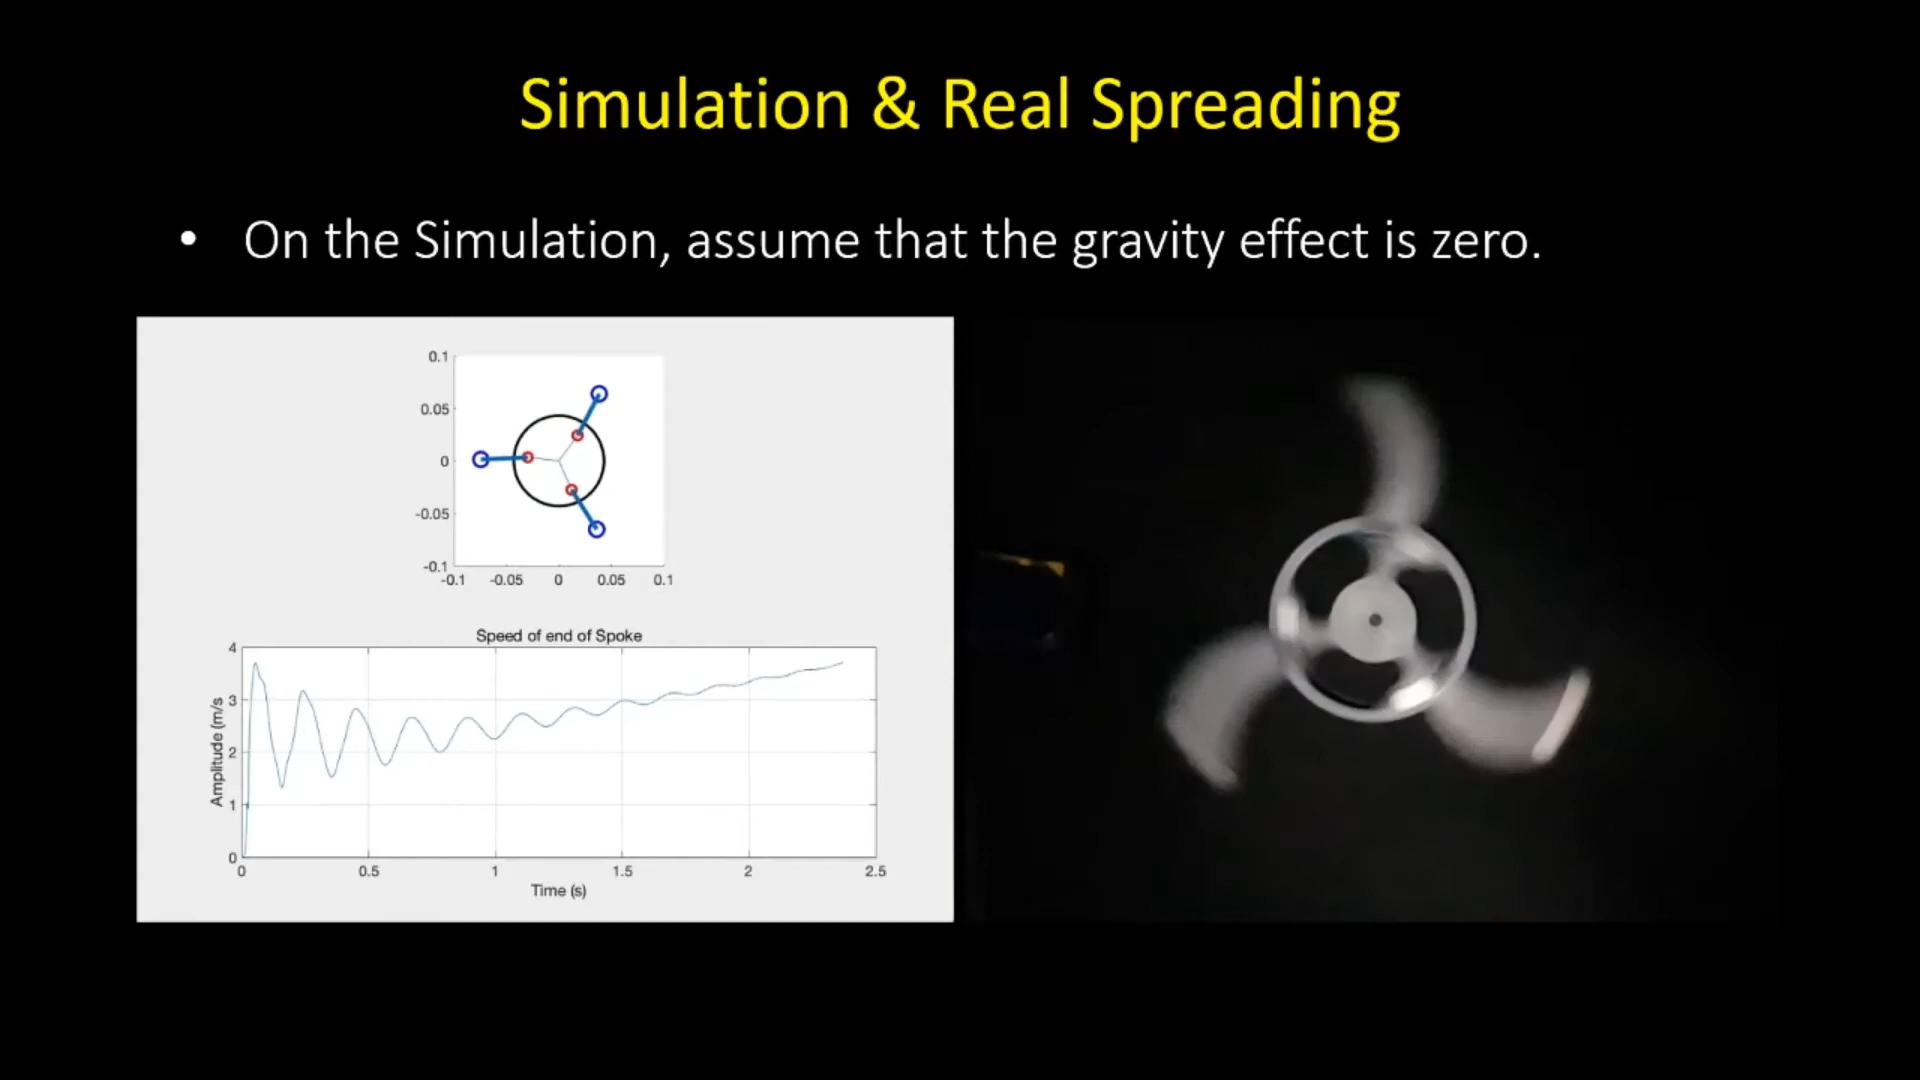 Simulation & Real Spreading
• On the Simulation, assume that the gravity effect is zero.
0.1
0.05
0
-0.05
-0.1
-0.1 -0.05 0 0.05 0.1
Speed of end of Spoke
Amplitude (m/s
4
3
2
1
0
0 0.5 1 1.5 2 2.5
Time (s)